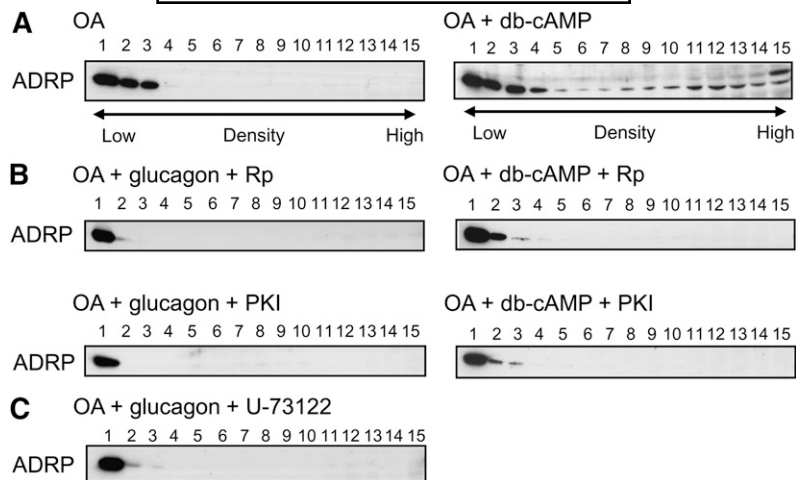 A OA OA + db-cAMP
1 2 3 4 5 6 7 8 9 10 11 12 13 14 15 1 2 3 4 5 6 7 8 9 10 11 12 13 14 15
ADRP
Low Density High Low Density High
B OA + glucagon + Rp OA + db-cAMP + Rp
1 2 3 4 5 6 7 8 9 10 11 12 13 14 15 1 2 3 4 5 6 7 8 9 10 11 12 13 14 15
ADRP
OA + glucagon + PKI OA + db-cAMP + PKI
1 2 3 4 5 6 7 8 9 10 11 12 13 14 15 1 2 3 4 5 6 7 8 9 10 11 12 13 14 15
ADRP
C OA + glucagon + U-73122
1 2 3 4 5 6 7 8 9 10 11 12 13 14 15
ADRP